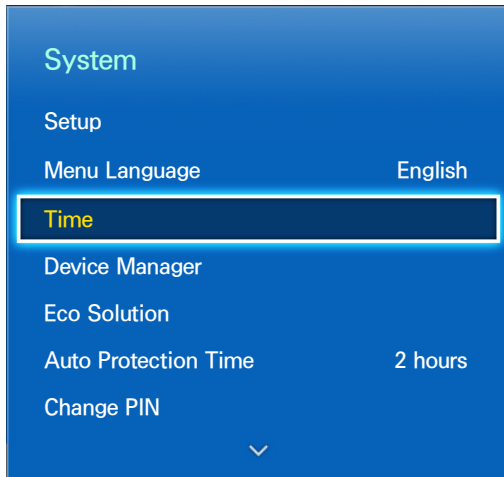 System
Setup
Menu Language English
Time
Device Manager
Eco Solution
Auto Protection Time 2 hours
Change PIN